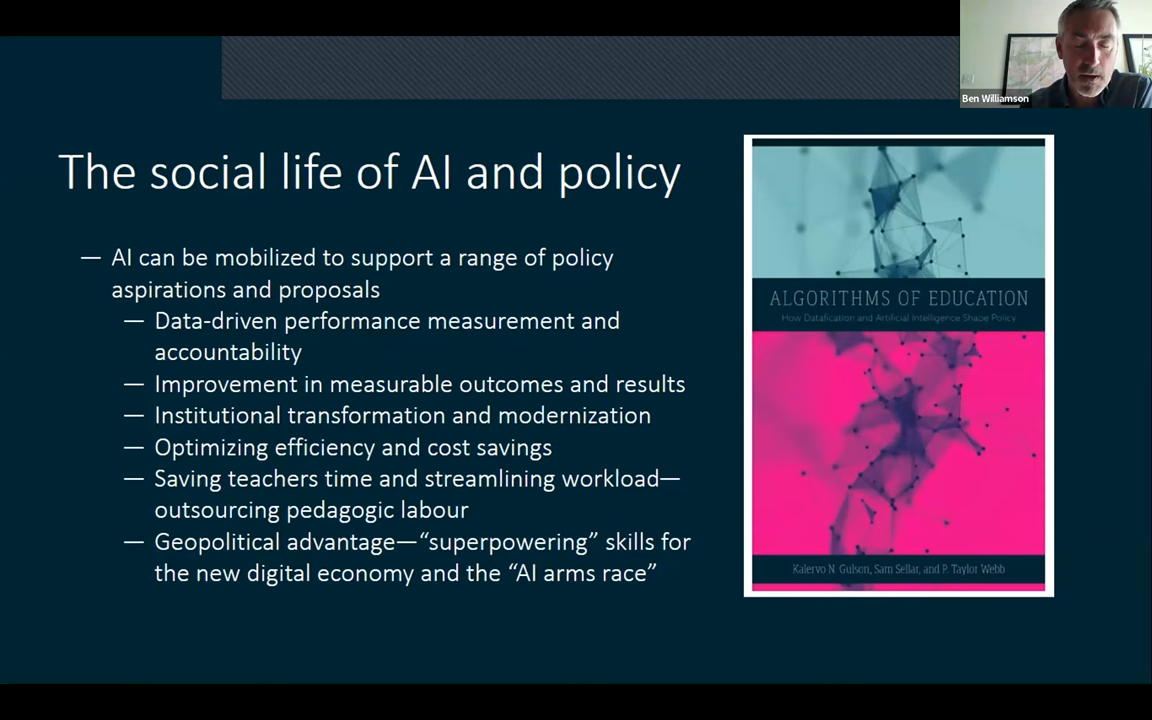 Ben Williamson
The social life of AI and policy
— AI can be mobilized to support a range of policy
aspirations and proposals
— Data-driven performance measurement and
accountability
— Improvement in measurable outcomes and results
— Institutional transformation and modernization
— Optimizing efficiency and cost savings
— Saving teachers time and streamlining workload—
outsourcing pedagogic labour
— Geopolitical advantage—“superpowering” skills for
the new digital economy and the “AI arms race”
ALGORITHMS OF EDUCATION
How Datafication and Artificial Intelligence Shape Policy
Kalervo N. Gulson, Sam Sellar, and P. Taylor Webb